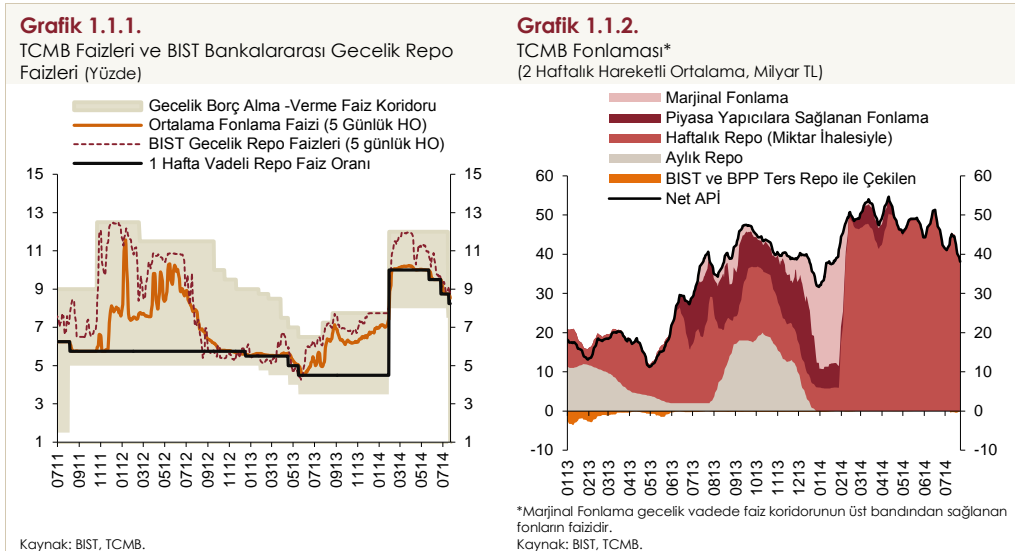 Grafik 1.1.1.
TCMB Faizleri ve BIST Bankalararası Gecelik Repo
Faizleri (Yüzde)
Gecelik Borç Alma -Verme Faiz Koridoru
Ortalama Fonlama Faizi (5 Günlük HO)
BIST Gecelik Repo Faizleri (5 günlük HO)
1 Hafta Vadeli Repo Faiz Oranı
15 15
13 13
11 11
9 9
7 7
5 5
3 3
1 1
0711 0911 1111 0112 0312 0512 0712 0912 1112 0113 0313 0513 0713 0913 1113 0114 0314 0514 0714
Kaynak: BIST, TCMB.
Grafik 1.1.2.
TCMB Fonlaması*
(2 Haftalık Hareketli Ortalama, Milyar TL)
Marjinal Fonlama
Piyasa Yapıcılara Sağlanan Fonlama
Haftalık Repo (Miktar İhalesiyle)
Aylık Repo
BIST ve BPP Ters Repo ile Çekilen
Net APİ
60 60
50 50
40 40
30 30
20 20
10 10
0 0
-10 -10
0113 0213 0313 0413 0513 0613 0713 0813 0913 1013 1113 1213 0114 0214 0314 0414 0514 0614 0714
*Marjinal Fonlama gecelik vadede faiz koridorunun üst bandından sağlanan
fonların faizidir.
Kaynak: BIST, TCMB.